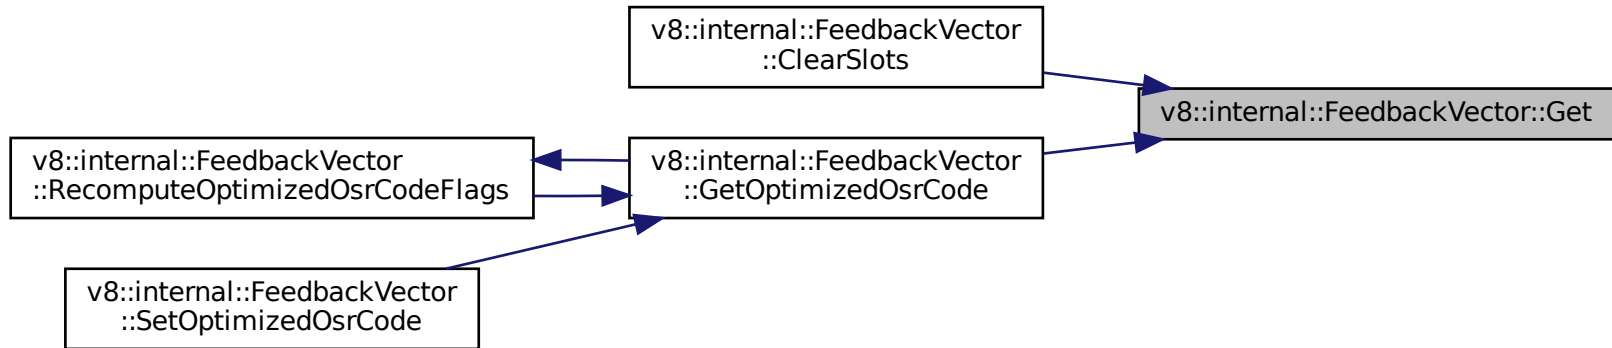 v8::internal::FeedbackVector
::ClearSlots
v8::internal::FeedbackVector::Get
v8::internal::FeedbackVector
::RecomputeOptimizedOsrCodeFlags
v8::internal::FeedbackVector
::GetOptimizedOsrCode
v8::internal::FeedbackVector
::SetOptimizedOsrCode